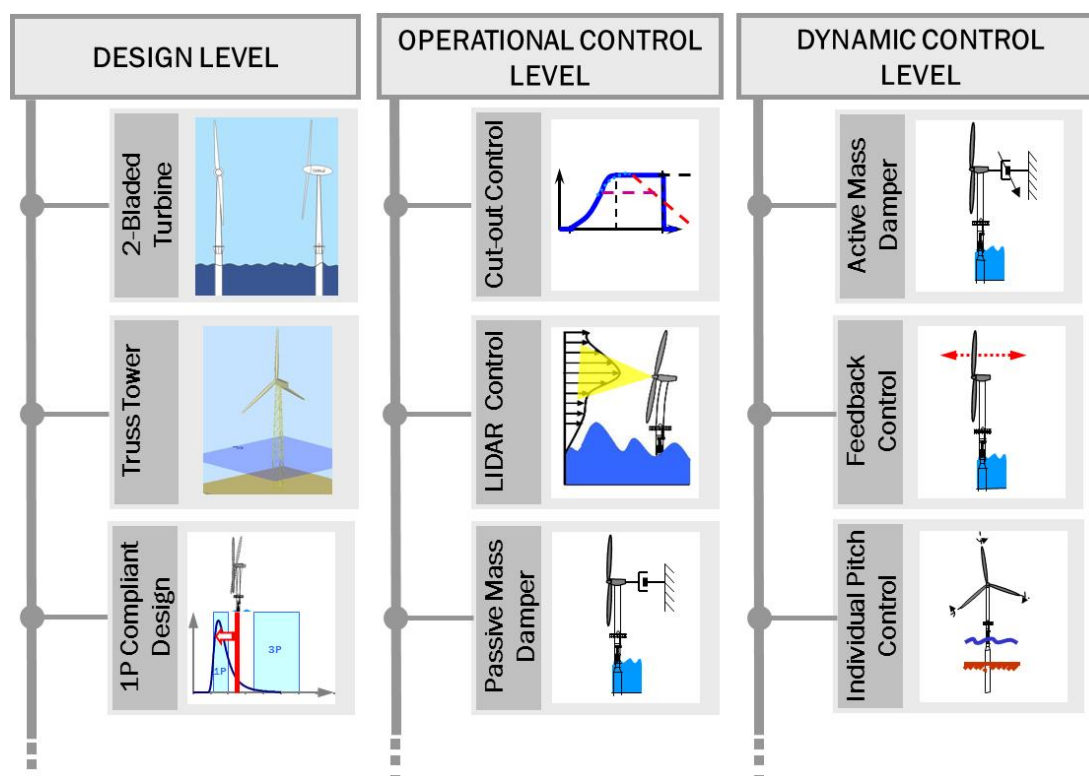 DESIGN LEVEL
2-Bladed
Turbine
Truss Tower
1P Compliant
Design
1P
3P
OPERATIONAL CONTROL
LEVEL
Cut-out Control
LIDAR Control
Passive Mass
Damper
DYNAMIC CONTROL
LEVEL
Active Mass
Damper
Feedback
Control
Individual Pitch
Control